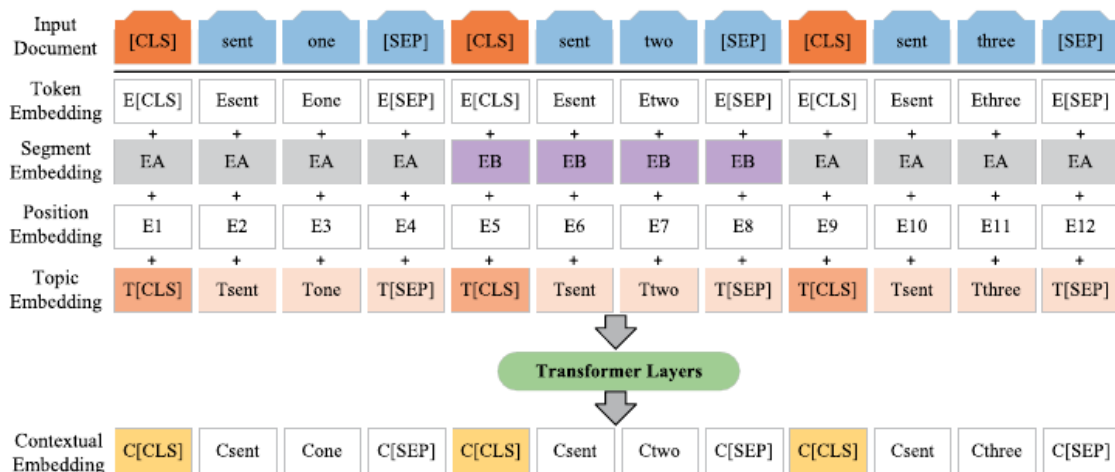 Input Document [CLS] sent one [SEP] [CLS] sent two [SEP] [CLS] sent three [SEP]
Token Embedding E[CLS] Esent Eone E[SEP] E[CLS] Esent Etwo E[SEP] E[CLS] Esent Ethree E[SEP]
+ + + + + + + + + + + +
Segment Embedding EA EA EA EA EB EB EB EB EA EA EA EA
+ + + + + + + + + + + +
Position Embedding E1 E2 E3 E4 E5 E6 E7 E8 E9 E10 E11 E12
+ + + + + + + + + + + +
Topic Embedding T[CLS] Tsent Tone T[SEP] T[CLS] Tsent Ttwo T[SEP] T[CLS] Tsent Tthree T[SEP]
Transformer Layers
Contextual Embedding C[CLS] Csent Cone C[SEP] C[CLS] Csent Ctwo C[SEP] C[CLS] Csent Cthree C[SEP]